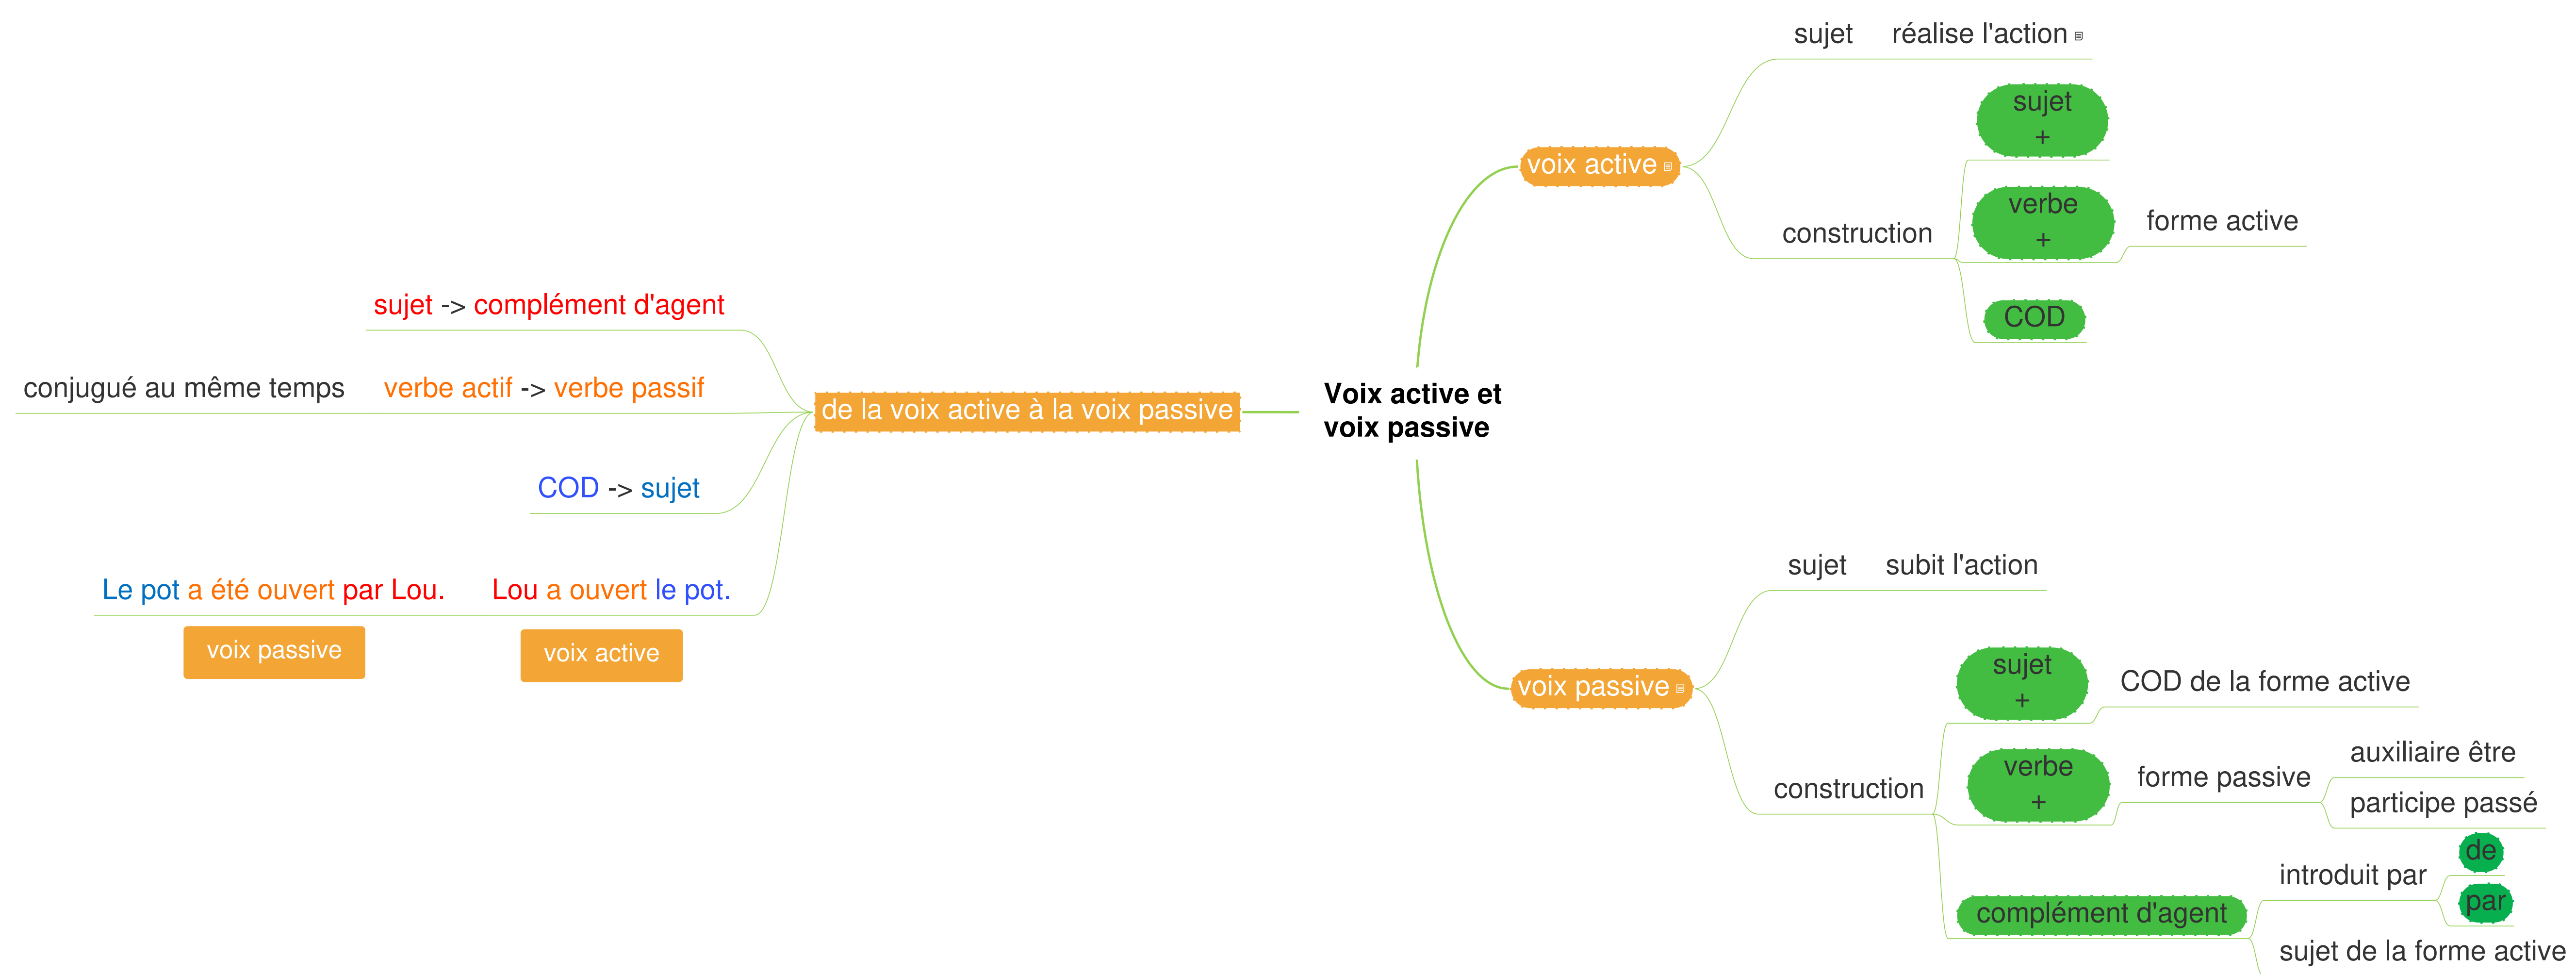 Voix active et
voix passive
voix active
sujet
réalise l'action
construction
sujet
+
verbe
+
forme active
COD
voix passive
sujet
subit l'action
construction
sujet
+
COD de la forme active
verbe
+
forme passive
auxiliaire être
participe passé
complément d'agent
introduit par
de
par
sujet de la forme active
de la voix active à la voix passive
sujet -> complément d'agent
verbe actif -> verbe passif
conjugué au même temps
COD -> sujet
Lou a ouvert le pot.
voix active
Le pot a été ouvert par Lou.
voix passive